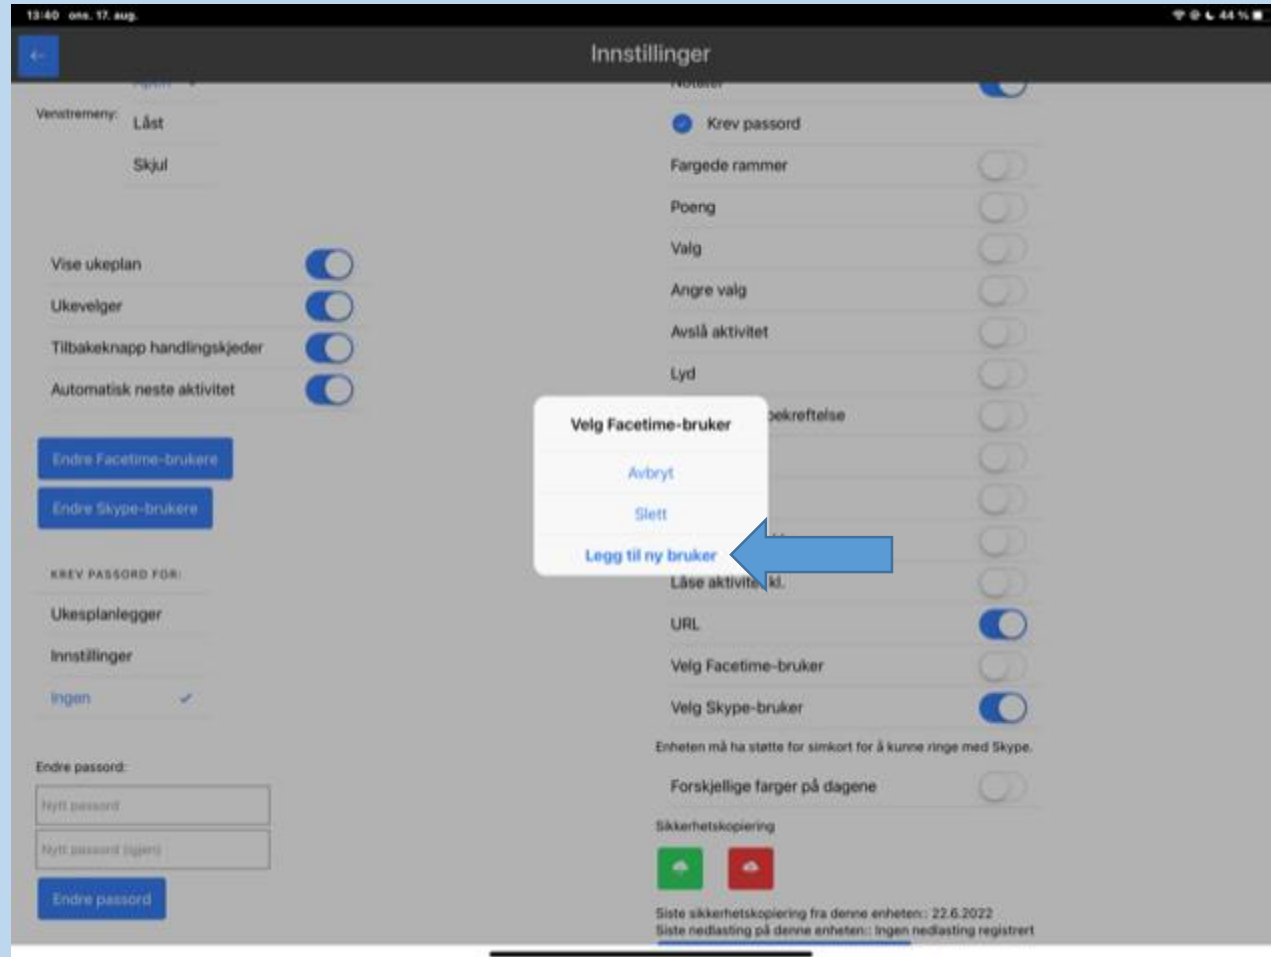 13:40 ons. 17. aug.
44 %
Innstillinger
Venstremeny:
Låst
Skjul
Vise ukeplan
Ukevelger
Tilbakeknapp handlingskjeder
Automatisk neste aktivitet
Endre Facetime-brukere
Endre Skype-brukere
KREV PASSORD FOR:
Ukesplanlegger
Innstillinger
Ingen
Endre passord:
Nytt passord
Nytt passord (igjen)
Endre passord
Krev passord
Fargede rammer
Poeng
Valg
Angre valg
Avslå aktivitet
Lyd
bekreftelse
Låse aktivitet kl.
URL
Velg Facetime-bruker
Velg Skype-bruker
Enheten må ha støtte for simkort for å kunne ringe med Skype.
Forskjellige farger på dagene
Sikkerhetskopiering
Siste sikkerhetskopiering fra denne enheten:: 22.6.2022
Siste nedlasting på denne enheten:: Ingen nedlasting registrert
Velg Facetime-bruker
Avbryt
Slett
Legg til ny bruker